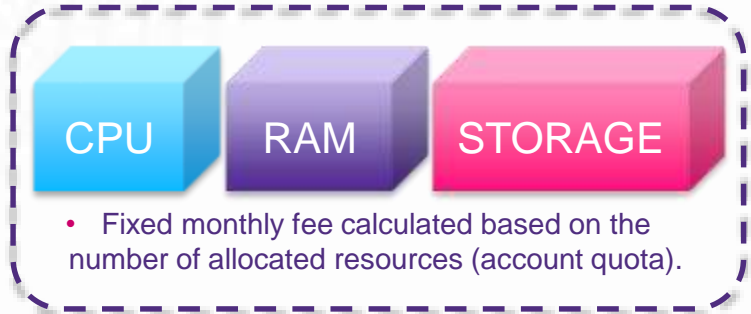 CPU RAM STORAGE
• Fixed monthly fee calculated based on the
number of allocated resources (account quota).